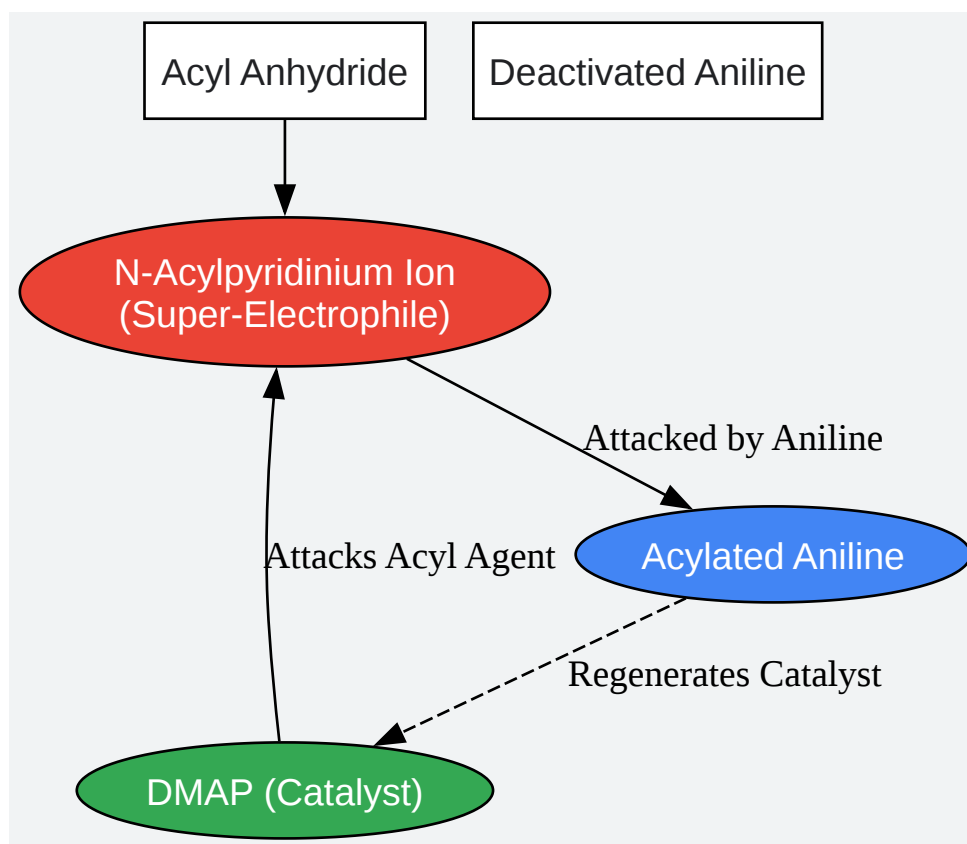 Acyl Anhydride
Deactivated Aniline
N-Acylpyridinium Ion
(Super-Electrophile)
Attacked by Aniline
Attacks Acyl Agent
Acylated Aniline
Regenerates Catalyst
DMAP (Catalyst)